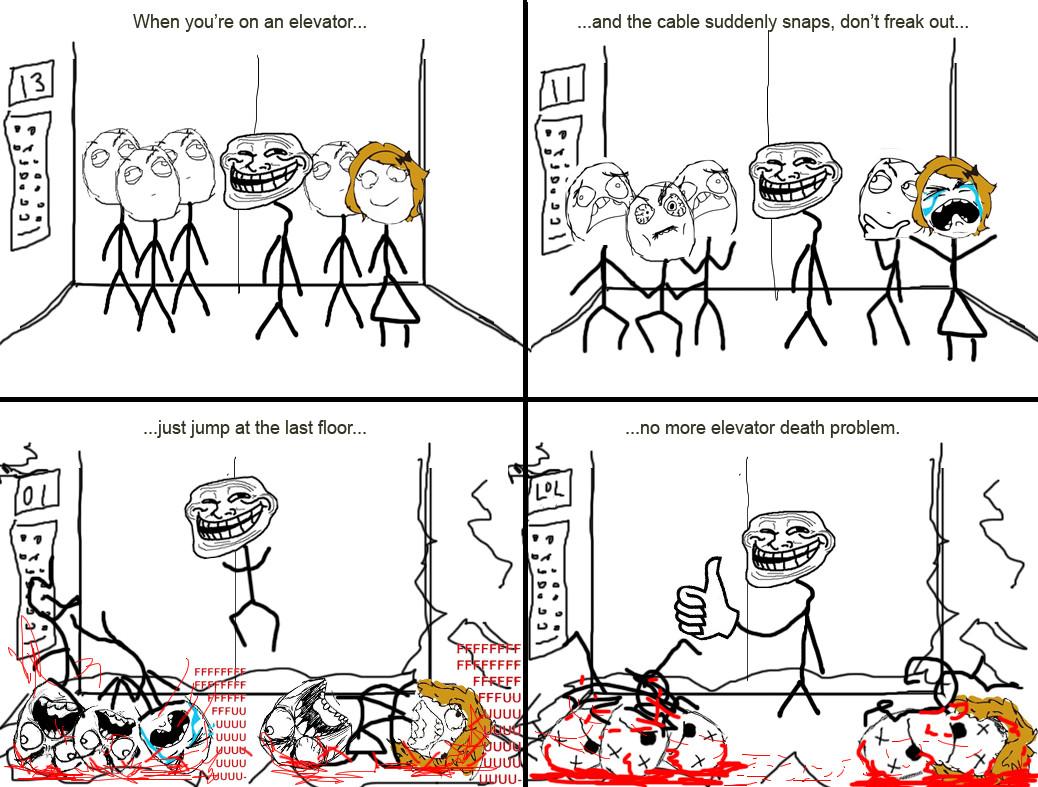 When you're on an elevator...
13
...and the cable suddenly snaps, don't freak out...
11
...just jump at the last floor...
01
FFFFFFFF
FFFFFFFF
FFFFFF
FFFUU
UUUU
UUUU
UUUU
UUUU
UUUU-
FFFFFFFF
FFFFFFFF
FFFFFF
FFFUU
UUUU
UUUU
UUUU
UUUU
UUUU-
...no more elevator death problem.
LOL